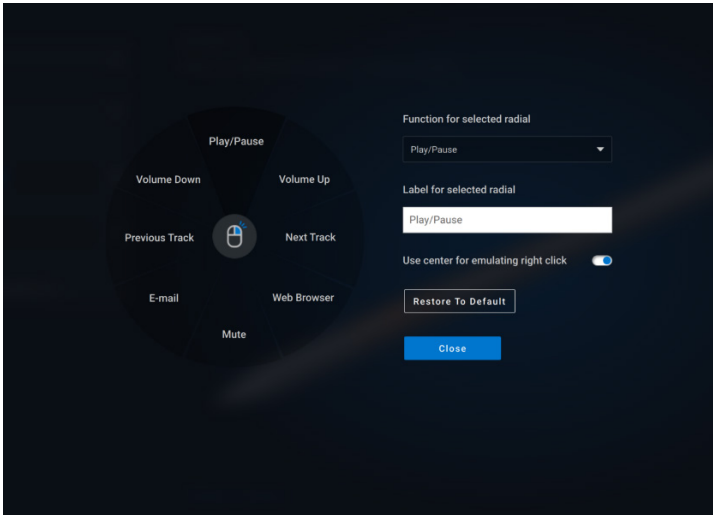 Play/Pause
Volume Down
Volume Up
Previous Track
Next Track
E-mail
Web Browser
Mute
Function for selected radial
Play/Pause
Label for selected radial
Play/Pause
Use center for emulating right click
Restore To Default
Close